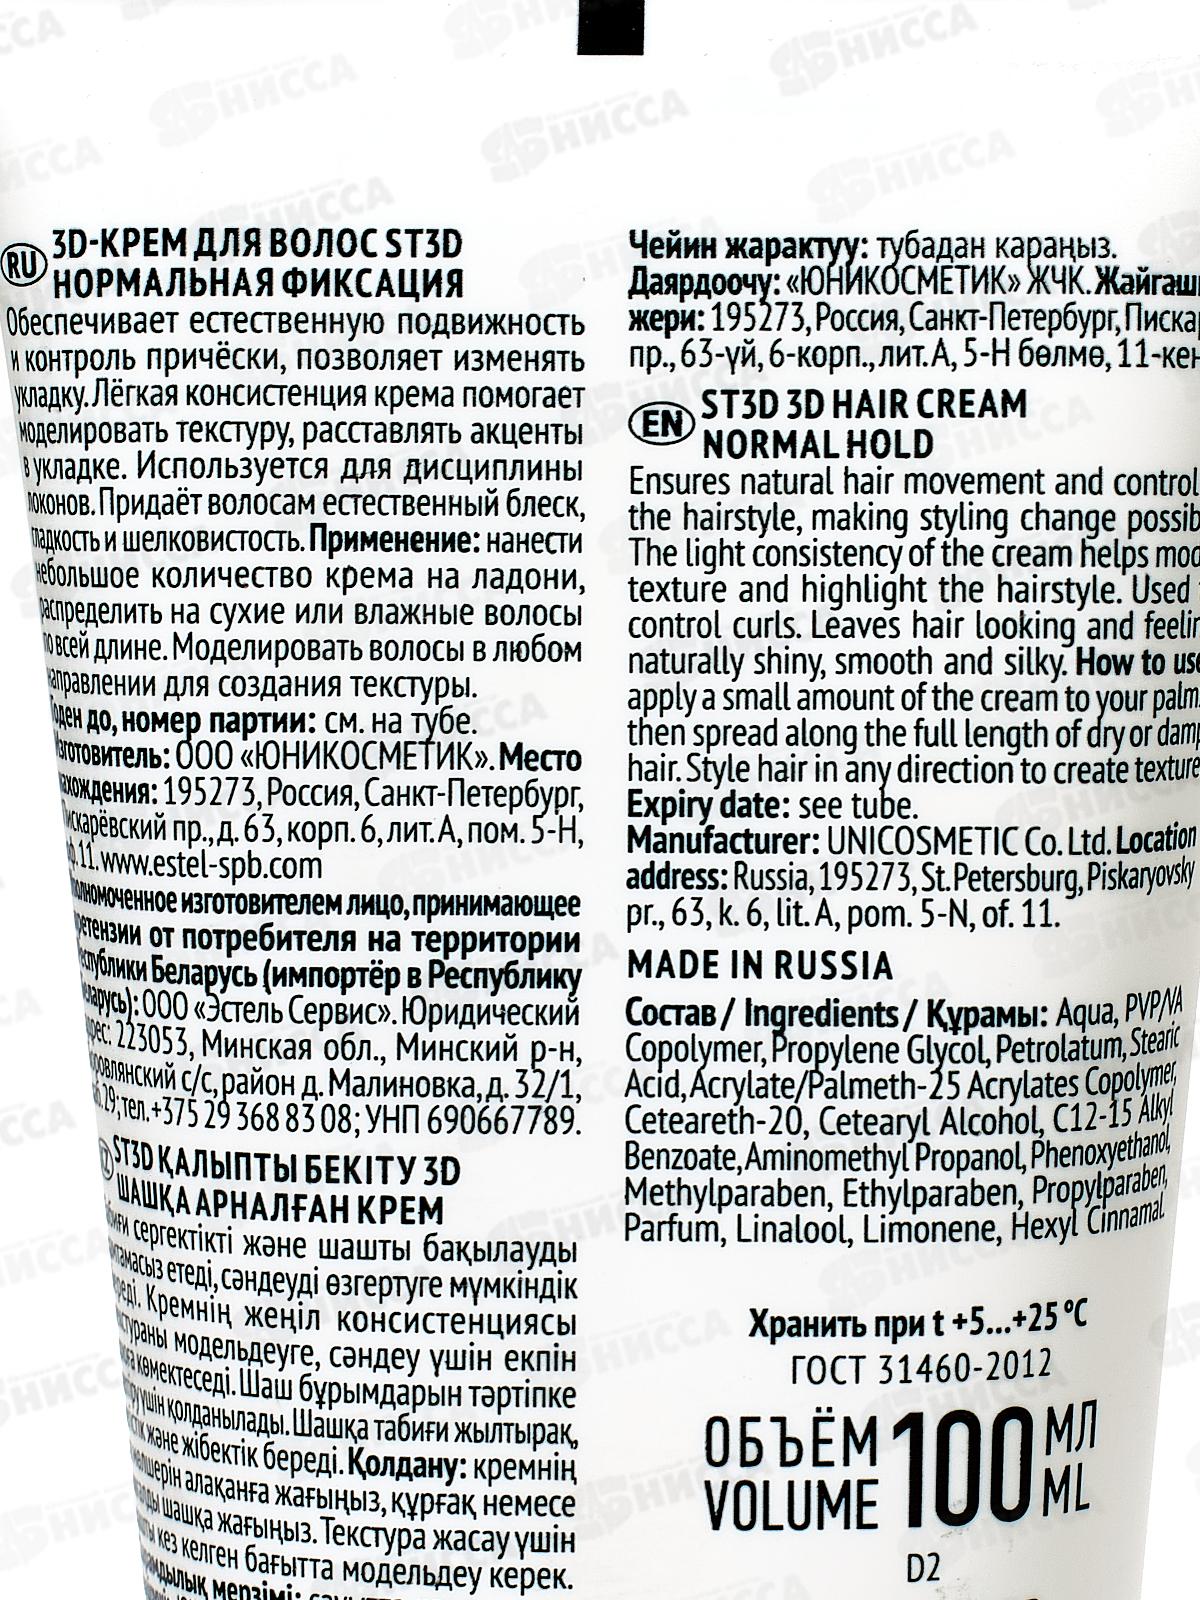 RU
3D-КРЕМ ДЛЯ ВОЛОС ST3D
НОРМАЛЬНАЯ ФИКСАЦИЯ
Обеспечивает естественную подвижность
и контроль причёски, позволяет изменять
укладку. Лёгкая консистенция крема помогает
моделировать текстуру, расставлять акценты
в укладке. Используется для дисциплины
локонов. Придаёт волосам естественный блеск,
гладкость и шелковистость. Применение: нанести
небольшое количество крема на ладони,
распределить на сухие или влажные волосы
по всей длине. Моделировать волосы в любом
направлении для создания текстуры.
Годен до, номер партии: см. на тубе.
Изготовитель: ООО «ЮНИКОСМЕТИК». Место
нахождения: 195273, Россия, Санкт-Петербург,
Пискарёвский пр., д. 63, корп. 6, лит. А, пом. 5-Н,
11. www.estel-spb.com
полномоченное изготовителем лицо, принимающее
претензии от потребителя на территории
Республики Беларусь (импортёр в Республику
Беларусь): ООО «Эстель Сервис». Юридический
адрес: 223053, Минская обл., Минский р-н,
с/с, район д. Малиновка, д. 32/1,
29; тел. +375 29 368 83 08; УНП 690667789.
ST3D ҚАЛЫПТЫ БЕКІТУ 3D
ШАШҚА АРНАЛҒАН КРЕМ
сергектікті және шашты бақылауды
етеді, сәндеуді өзгертуге мүмкіндік
Кремнің жеңіл консистенциясы
модельдеуге, сәндеу үшін екпін
көмектеседі. Шаш бұрымдарын тәртіпке
үшін қолданылады. Шашқа табиғи жылтырақ,
және жібектік береді. Қолдану: кремнің
алақанға жағыңыз, құрғақ немесе
шашқа жағыңыз. Текстура жасау үшін
кез келген бағытта модельдеу керек.
мерзімі:
Чейин жарактуу: тубадан караңыз.
Даярдоочу: «ЮНИКОСМЕТИК» ЖЧК. Жайгаш
жери: 195273, Россия, Санкт-Петербург, Писка
пр., 63-үй, 6-корп., лит. А, 5-Н бөлмө, 11-кен
EN
ST3D 3D HAIR CREAM
NORMAL HOLD
Ensures natural hair movement and control
the hairstyle, making styling change possib
The light consistency of the cream helps mod
texture and highlight the hairstyle. Used
control curls. Leaves hair looking and feelin
naturally shiny, smooth and silky. How to use
apply a small amount of the cream to your palm
then spread along the full length of dry or damp
hair. Style hair in any direction to create texture
Expiry date: see tube.
Manufacturer: UNICOSMETIC Co. Ltd. Location
address: Russia, 195273, St. Petersburg, Piskaryovsky
pr., 63, k. 6, lit. A, pom. 5-N, of. 11.
MADE IN RUSSIA
Состав / Ingredients / Құрамы: Aqua, PVP/VA
Copolymer, Propylene Glycol, Petrolatum, Stearic
Acid, Acrylate/Palmeth-25 Acrylates Copolymer,
Ceteareth-20, Cetearyl Alcohol, C12-15 Alkyl
Benzoate, Aminomethyl Propanol, Phenoxyethanol,
Methylparaben, Ethylparaben, Propylparaben,
Parfum, Linalool, Limonene, Hexyl Cinnamal.
Хранить при t +5...+25 °C
ГОСТ 31460-2012
ОБЪЁМ 100 МЛ
VOLUME ML
D2